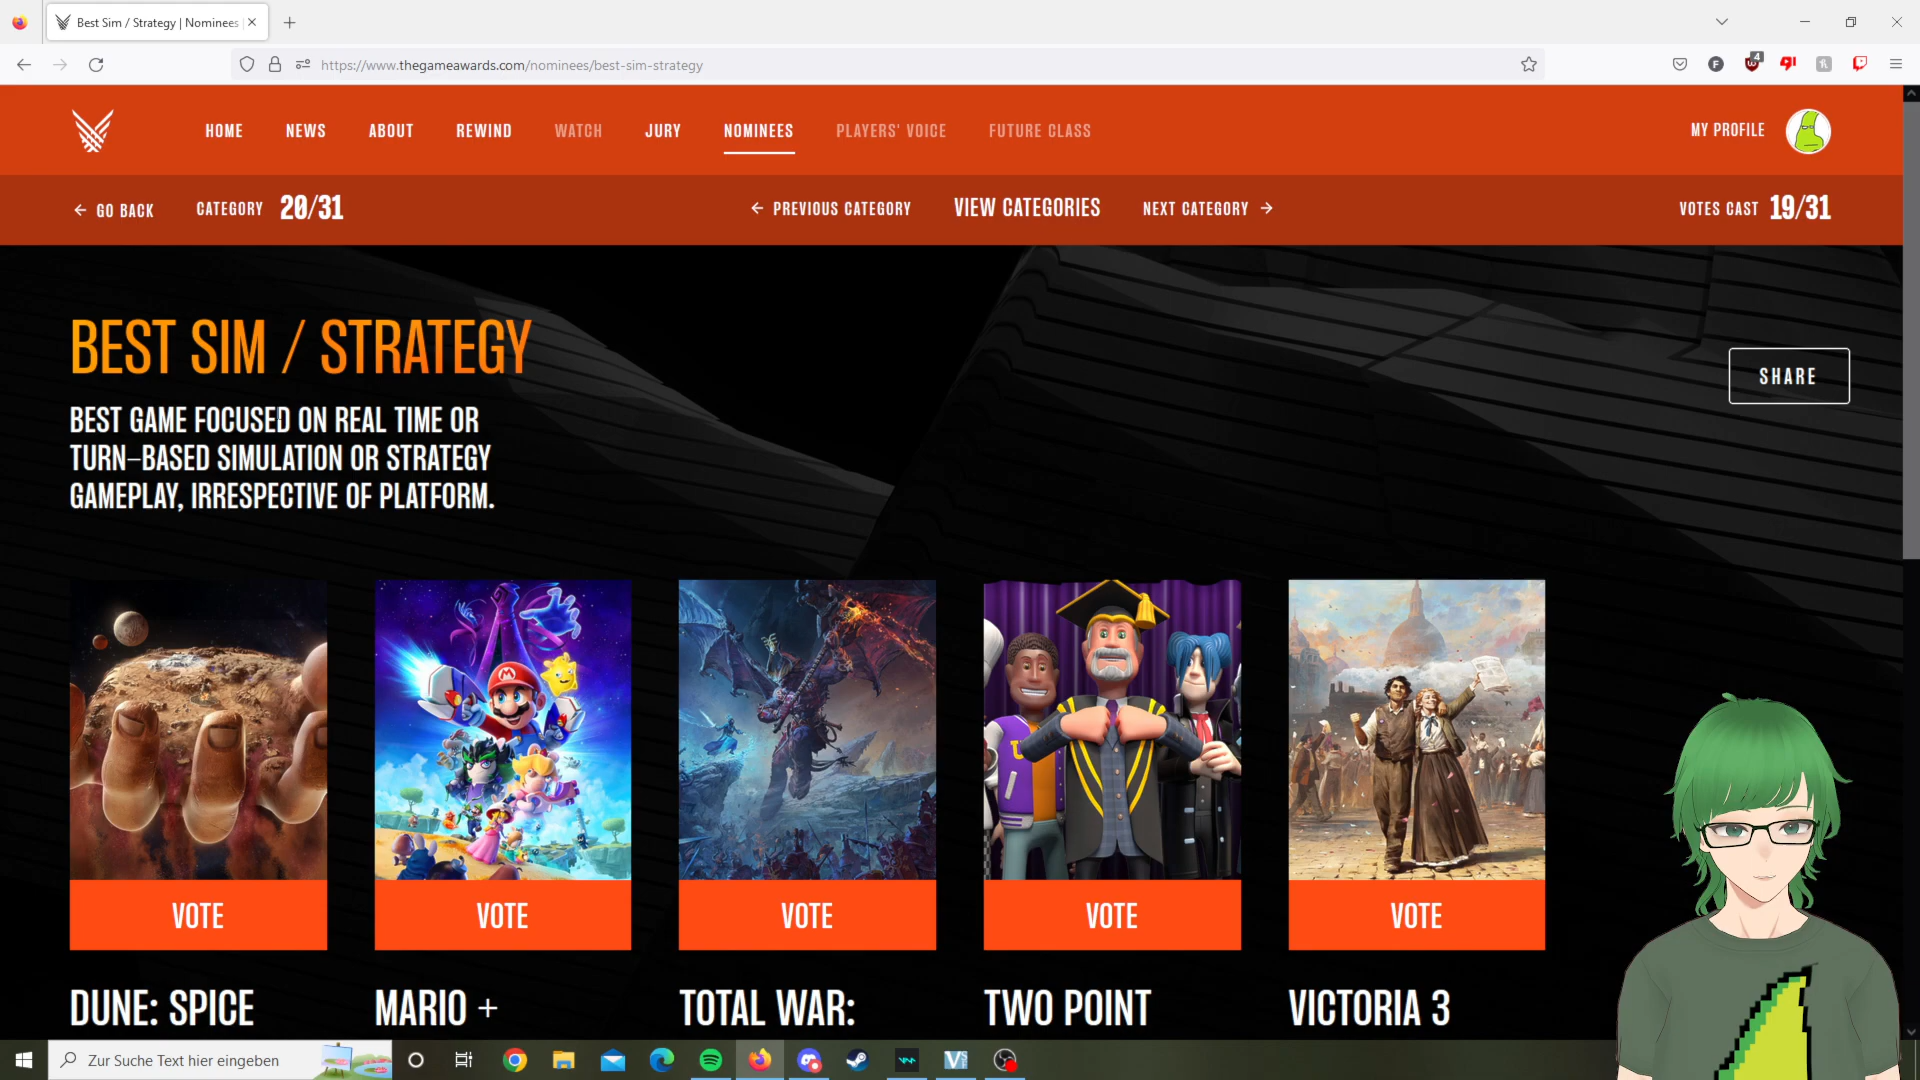 Best Sim / Strategy | Nominees
https://www.thegameawards.com/nominees/best-sim-strategy
4
HOME NEWS ABOUT REWIND WATCH JURY NOMINEES PLAYERS' VOICE FUTURE CLASS MY PROFILE
← GO BACK CATEGORY 20/31 ← PREVIOUS CATEGORY VIEW CATEGORIES NEXT CATEGORY → VOTES CAST 19/31
BEST SIM / STRATEGY
SHARE
BEST GAME FOCUSED ON REAL TIME OR
TURN-BASED SIMULATION OR STRATEGY
GAMEPLAY, IRRESPECTIVE OF PLATFORM.
VOTE VOTE VOTE VOTE VOTE
DUNE: SPICE MARIO + TOTAL WAR: TWO POINT VICTORIA 3
Zur Suche Text hier eingeben